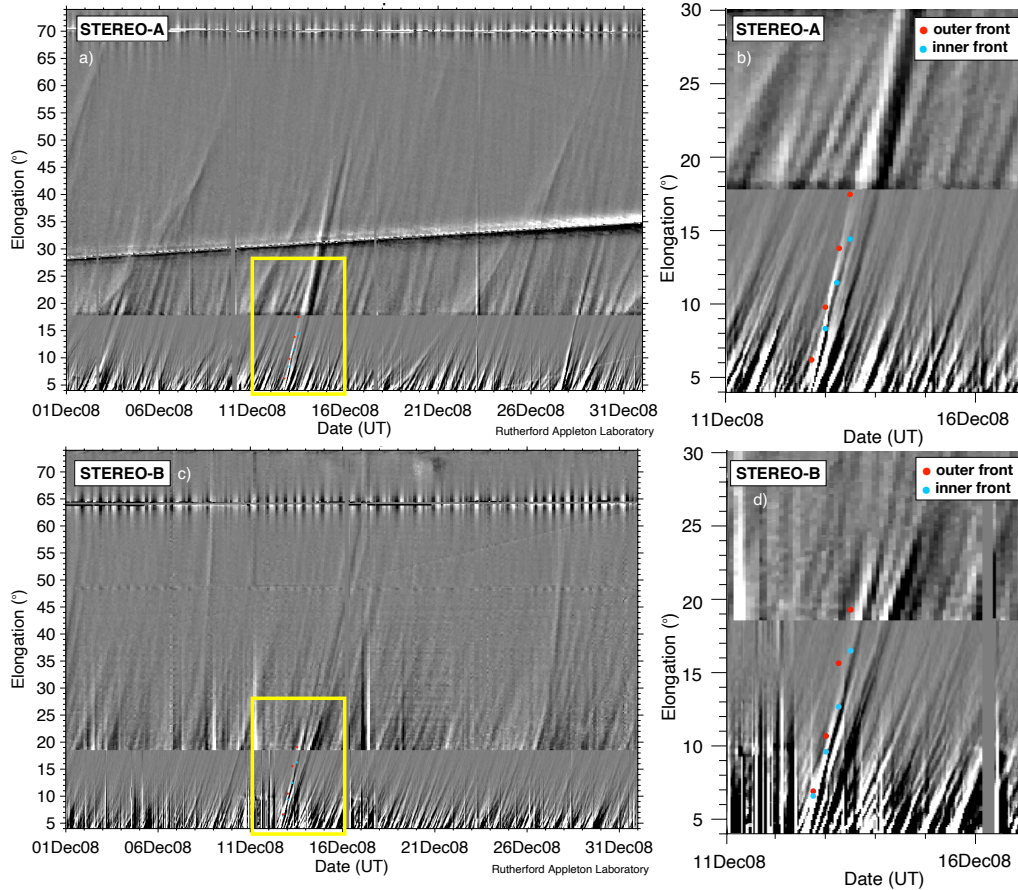 STEREO-A
a)
70
65
60
55
50
45
40
35
30
25
20
15
10
5
Elongation (°)
01Dec08 06Dec08 11Dec08 16Dec08 21Dec08 26Dec08 31Dec08
Date (UT)
Rutherford Appleton Laboratory
STEREO-A
b)
outer front
inner front
30
25
20
15
10
5
Elongation (°)
11Dec08 16Dec08
Date (UT)
STEREO-B
c)
70
65
60
55
50
45
40
35
30
25
20
15
10
5
Elongation (°)
01Dec08 06Dec08 11Dec08 16Dec08 21Dec08 26Dec08 31Dec08
Date (UT)
Rutherford Appleton Laboratory
STEREO-B
d)
outer front
inner front
30
25
20
15
10
5
Elongation (°)
11Dec08 16Dec08
Date (UT)